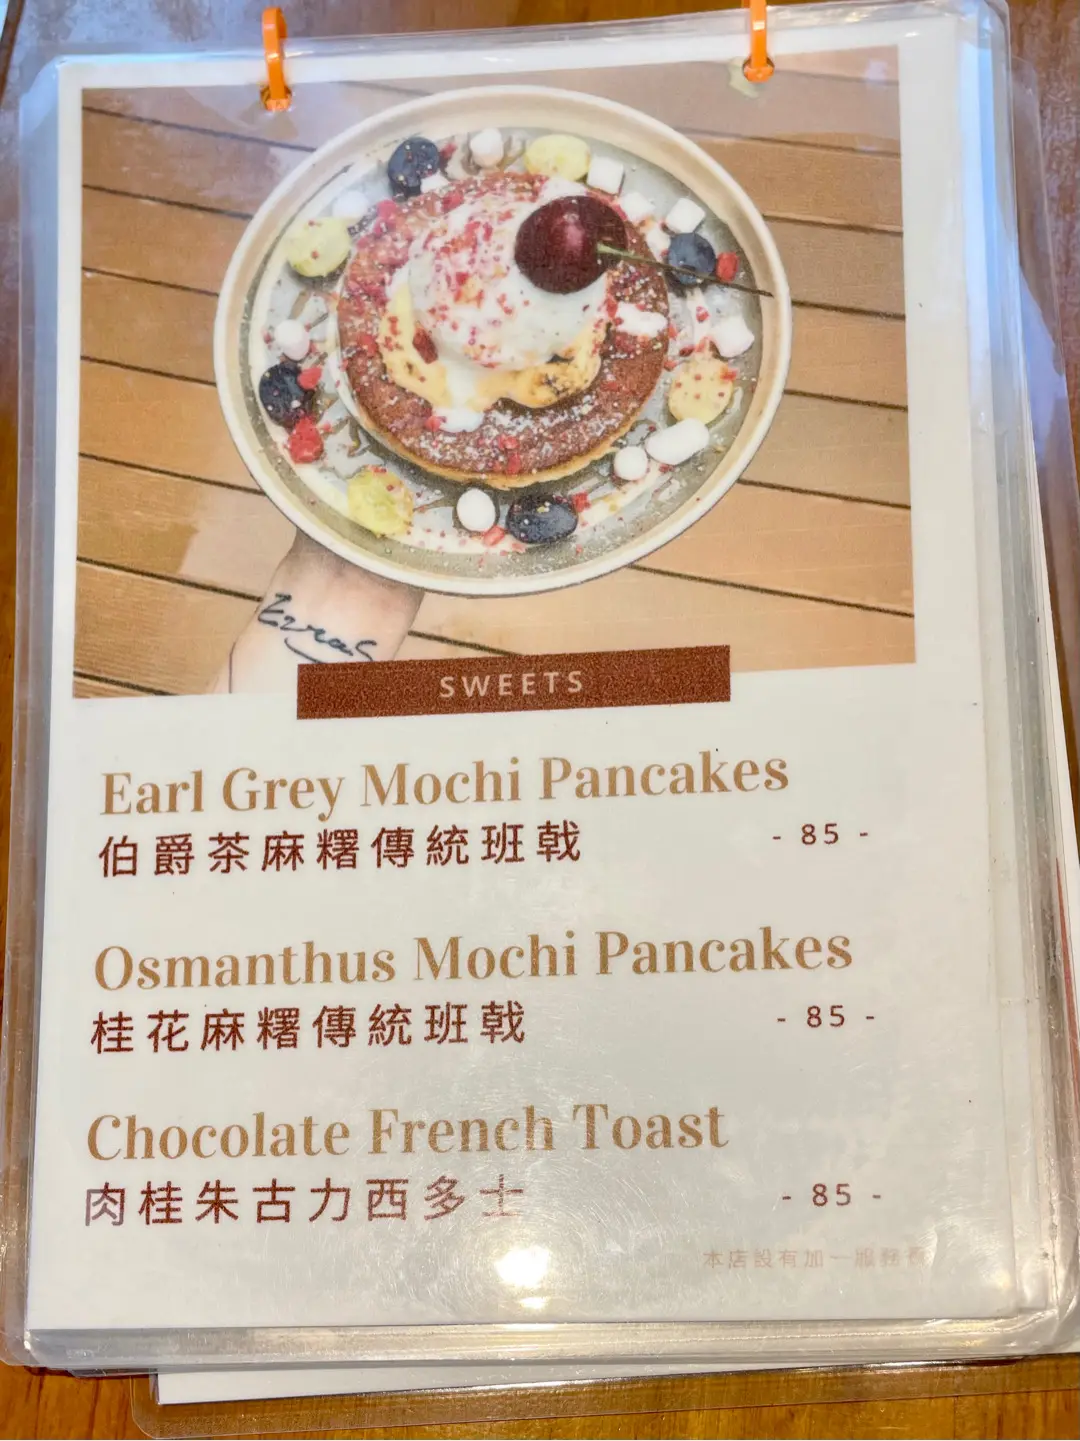 SWEETS
Earl Grey Mochi Pancakes
伯爵茶麻糬傳統班戟
- 85 -
Osmanthus Mochi Pancakes
桂花麻糬傳統班戟
- 85 -
Chocolate French Toast
肉桂朱古力西多士
- 85 -
本店設有加一服務費